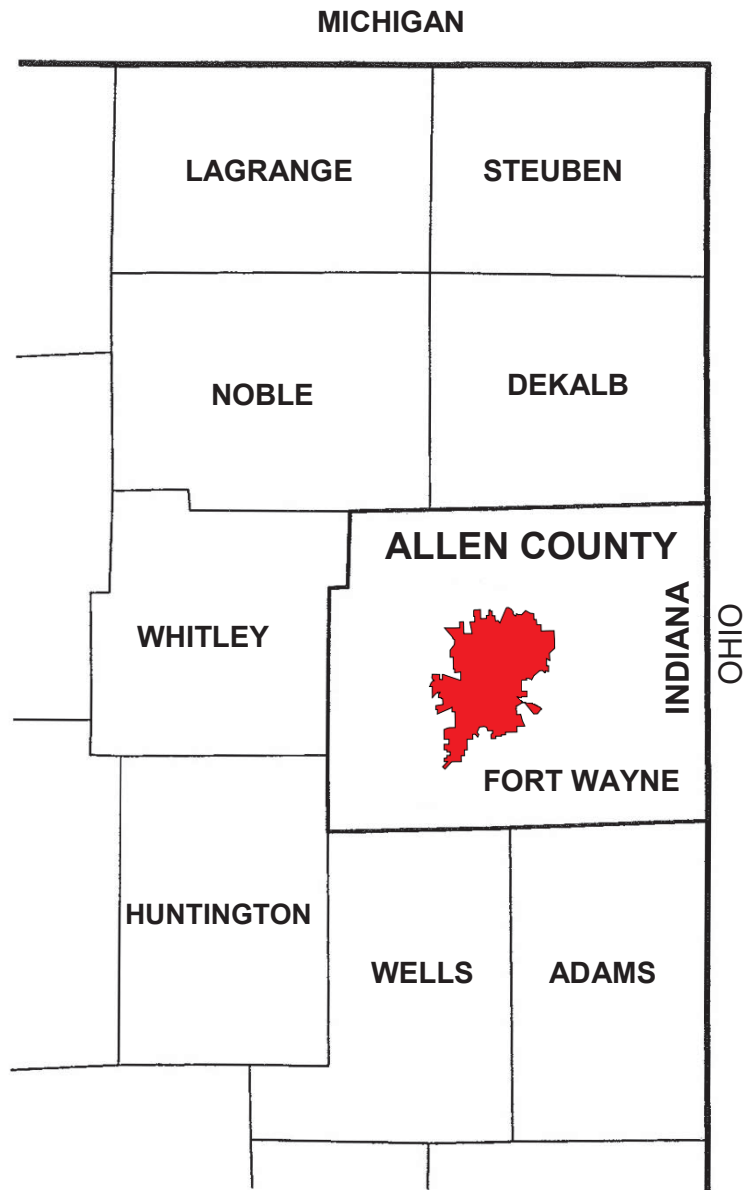 MICHIGAN
LAGRANGE
STEUBEN
NOBLE
DEKALB
ALLEN COUNTY
WHITLEY
INDIANA
OHIO
FORT WAYNE
HUNTINGTON
WELLS
ADAMS